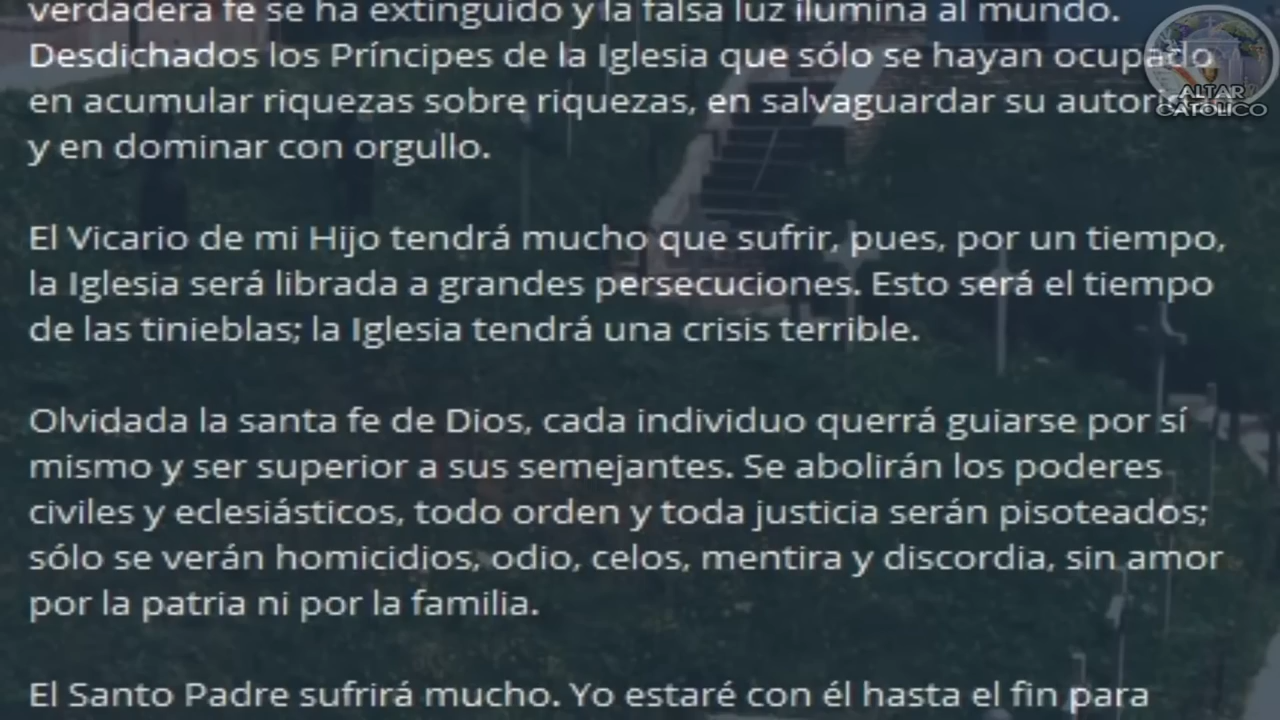 verdadera fe se ha extinguido y la falsa luz ilumina al mundo.
Desdichados los Príncipes de la Iglesia que sólo se hayan ocupado
en acumular riquezas sobre riquezas, en salvaguardar su
y en dominar con orgullo.
El Vicario de mi Hijo tendrá mucho que sufrir, pues, por un tiempo,
la Iglesia será librada a grandes persecuciones. Esto será el tiempo
de las tinieblas; la Iglesia tendrá una crisis terrible.
Olvidada la santa fe de Dios, cada individuo querrá guiarse por sí
mismo y ser superior a sus semejantes. Se abolirán los poderes
civiles y eclesiásticos, todo orden y toda justicia serán pisoteados;
sólo se verán homicidios, odio, celos, mentira y discordia, sin amor
por la patria ni por la familia.
El Santo Padre sufrirá mucho. Yo estaré con él hasta el fin para
ALTAR
CATOLICO